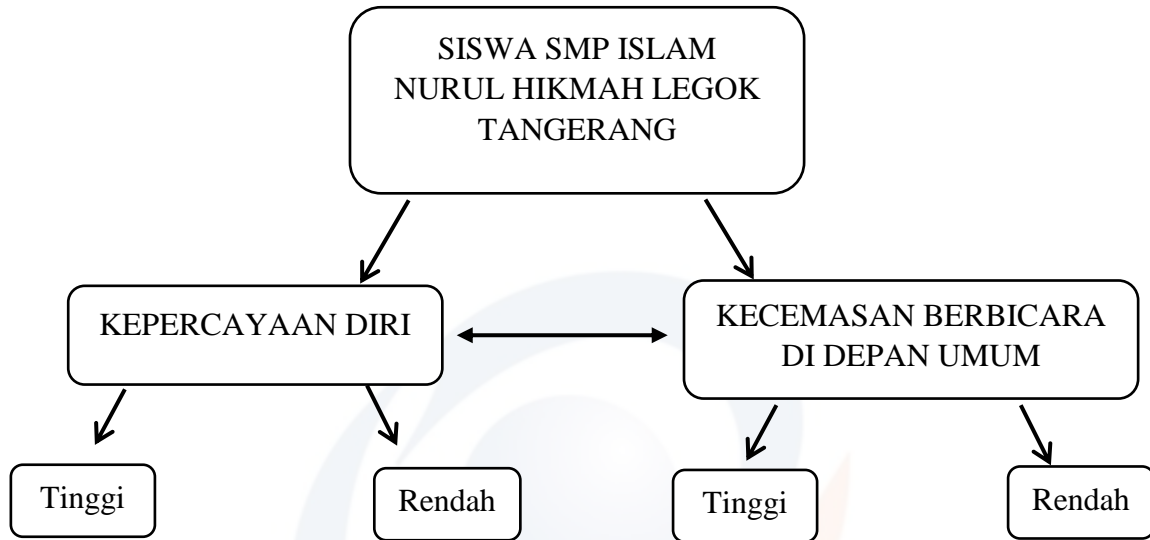 SISWA SMP ISLAM
NURUL HIKMAH LEGOK
TANGERANG
KEPERCAYAAN DIRI
KECEMASAN BERBICARA
DI DEPAN UMUM
Tinggi
Rendah
Tinggi
Rendah